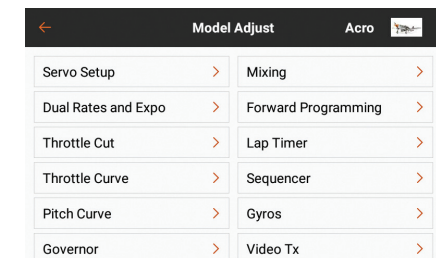 Model Adjust Acro
Servo Setup
Mixing
Dual Rates and Expo
Forward Programming
Throttle Cut
Lap Timer
Throttle Curve
Sequencer
Pitch Curve
Gyros
Governor
Video Tx